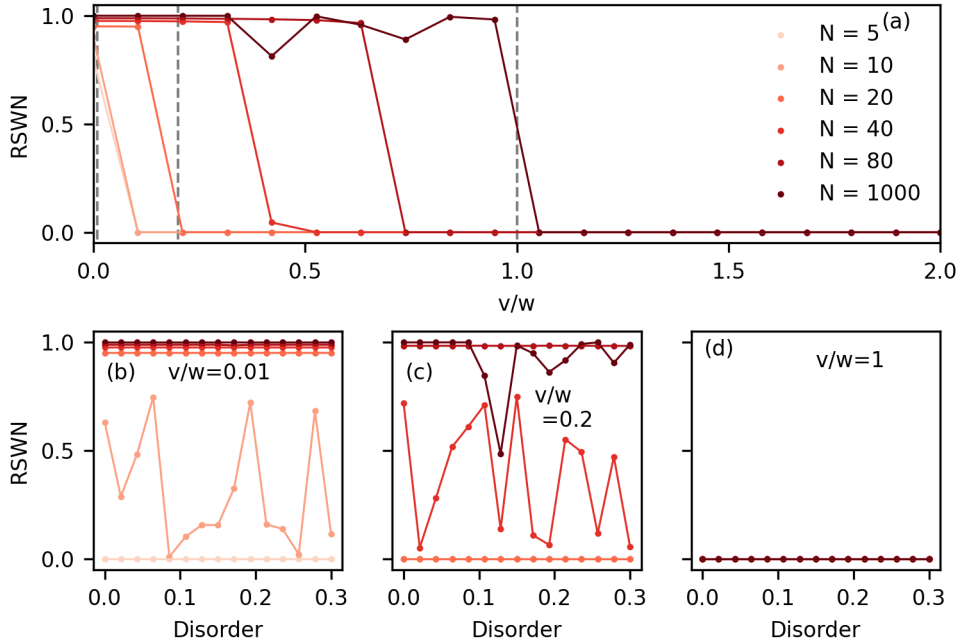 1.0
0.5
0.0
RSWN
(a)
N = 5
N = 10
N = 20
N = 40
N = 80
N = 1000
0.0 0.5 1.0 1.5 2.0
v/w
1.0
0.5
0.0
RSWN
(b)
v/w=0.01
0.0 0.1 0.2 0.3
Disorder
(c)
v/w
=0.2
0.0 0.1 0.2 0.3
Disorder
(d)
v/w=1
0.0 0.1 0.2 0.3
Disorder